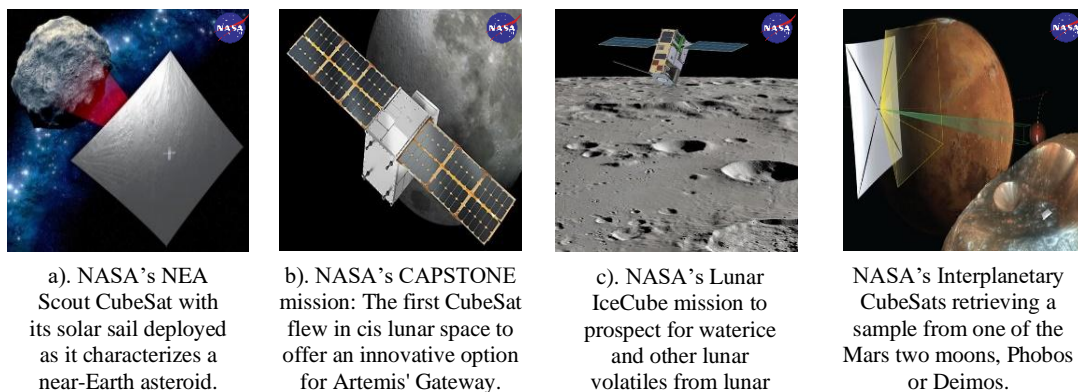 NASA
NASA
NASA
NASA
a). NASA's NEA
Scout CubeSat with
its solar sail deployed
as it characterizes a
near-Earth asteroid.
b). NASA's CAPSTONE
mission: The first CubeSat
flew in cis lunar space to
offer an innovative option
for Artemis' Gateway.
c). NASA's Lunar
IceCube mission to
prospect for waterice
and other lunar
volatiles from lunar
NASA's Interplanetary
CubeSats retrieving a
sample from one of the
Mars two moons, Phobos
or Deimos.